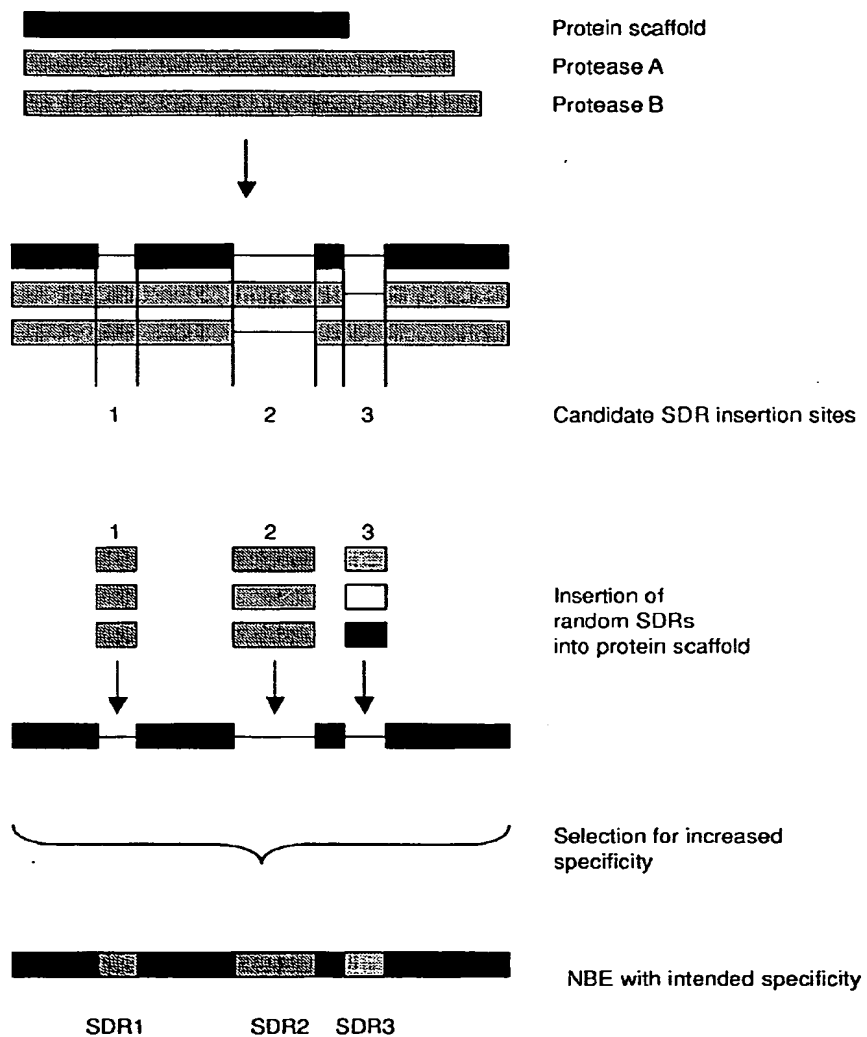 Protein scaffold
Protease A
Protease B
1 2 3 Candidate SDR insertion sites
1 2 3
Insertion of
random SDRs
into protein scaffold
Selection for increased
specificity
NBE with intended specificity
SDR1 SDR2 SDR3